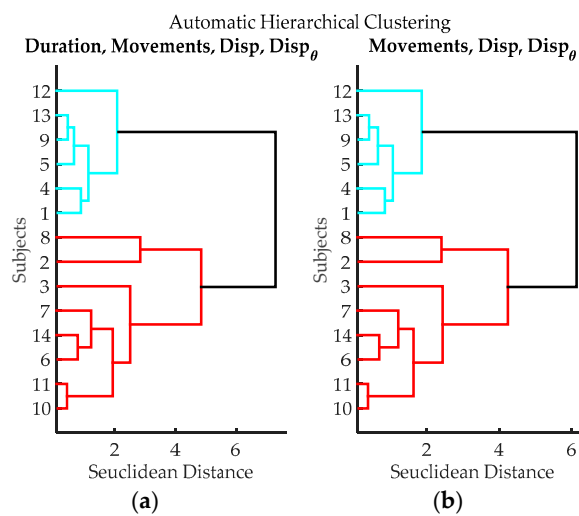 Automatic Hierarchical Clustering
Duration, Movements, Disp, Disp_θ
Movements, Disp, Disp_θ
Subjects
12
13
9
5
4
1
8
2
3
7
14
6
11
10
2 4 6
Seuclidean Distance
(a)
Subjects
12
13
9
5
4
1
8
2
3
7
14
6
11
10
2 4 6
Seuclidean Distance
(b)